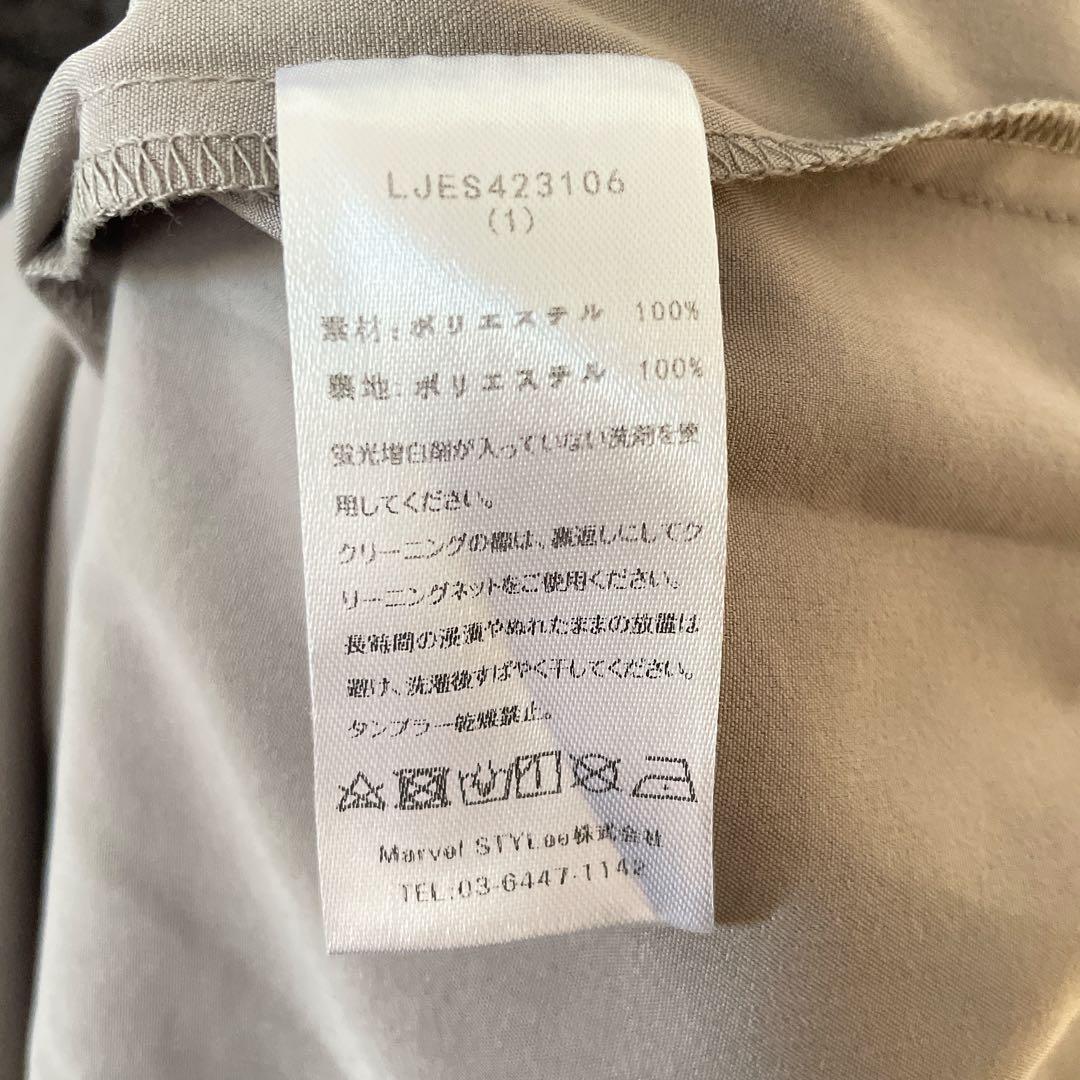 LJES423106
(1)
素材:ポリエステル 100%
裏地:ポリエステル 100%
蛍光増白剤が入っていない洗剤を使
用してください。
クリーニングの際は、裏返しにしてク
リーニングネットをご使用ください。
長時間の浸漬やぬれたままの放置は
避け、洗濯後すばやく干してください。
タンブラー乾燥禁止。
Marvel STYLee株式会社
TEL:03-6447-1142